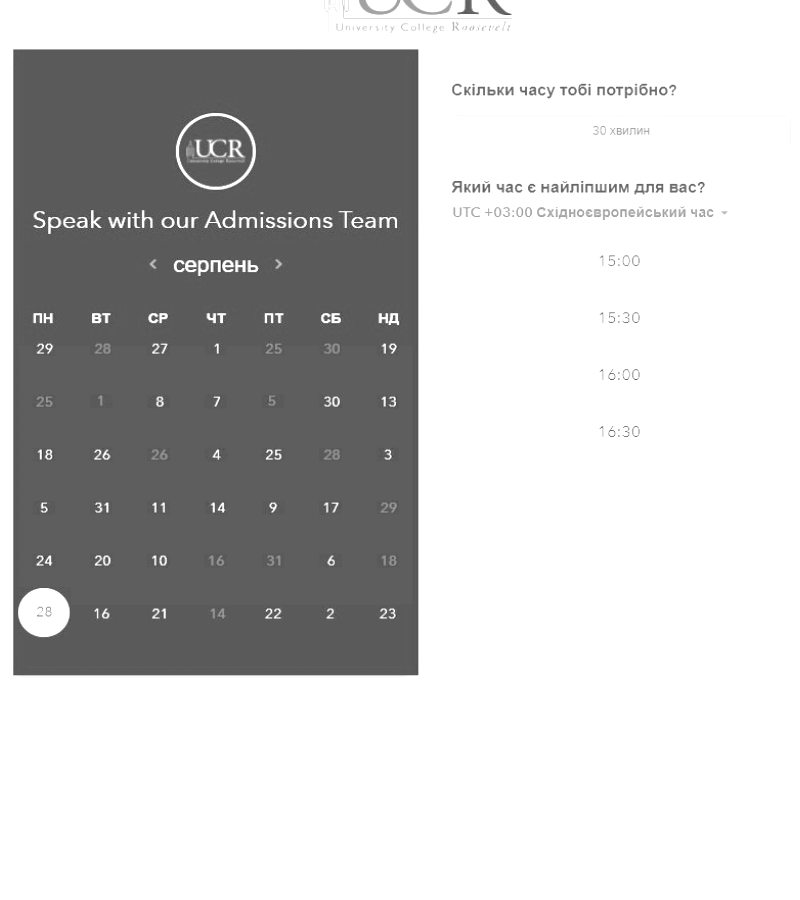 UCR
University College Roosevelt
UCR
Speak with our Admissions Team
< серпень >
ПН ВТ СР ЧТ ПТ СБ НД
29 28 27 1 25 30 19
25 1 8 7 5 30 13
18 26 26 4 25 28 3
5 31 11 14 9 17 29
24 20 10 16 31 6 18
28 16 21 14 22 2 23
Скільки часу тобі потрібно?
30 хвилин
Який час є найліпшим для вас?
UTC +03:00 Східноєвропейський час
15:00
15:30
16:00
16:30